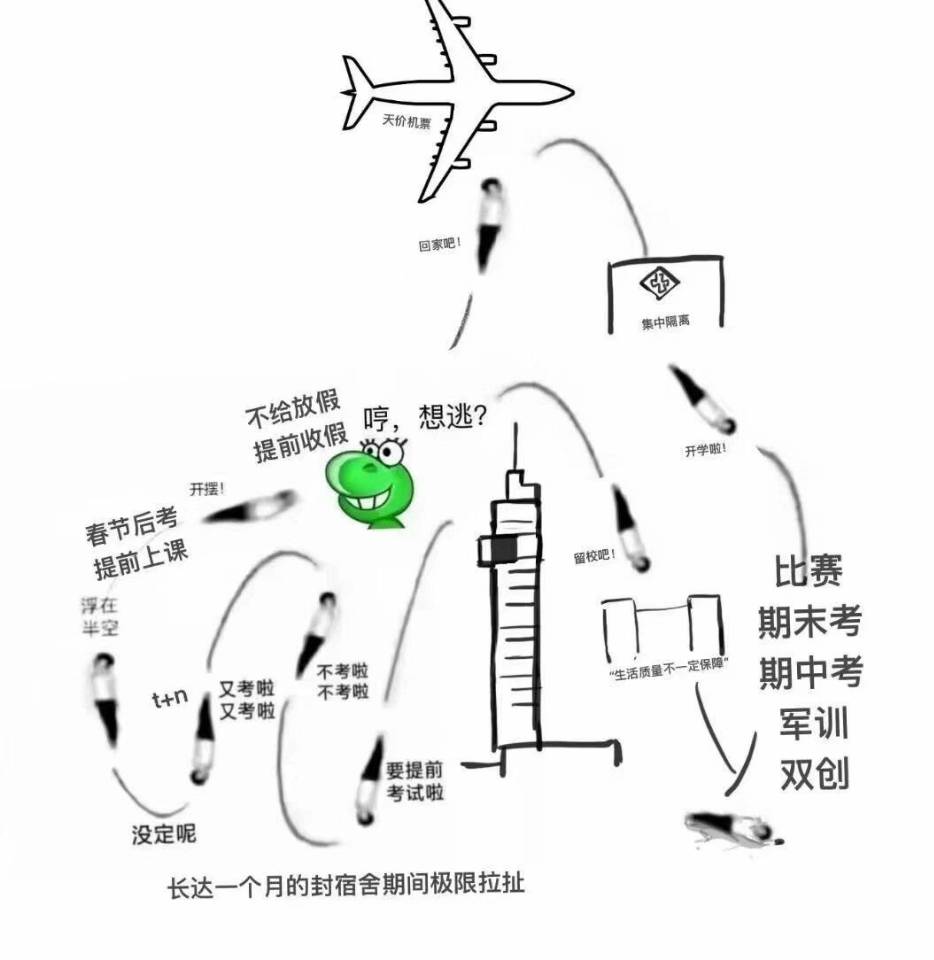 天价机票
回家吧!
集中隔离
不给放假
提前收假
哼，想逃?
开学啦!
开摆!
春节后考
提前上课
留校吧!
比赛
期末考
期中考
军训
双创
浮在
半空
"生活质量不一定保障"
t+n
又考啦
又考啦
不考啦
不考啦
要提前
考试啦
没定呢
长达一个月的封宿舍期间极限拉扯